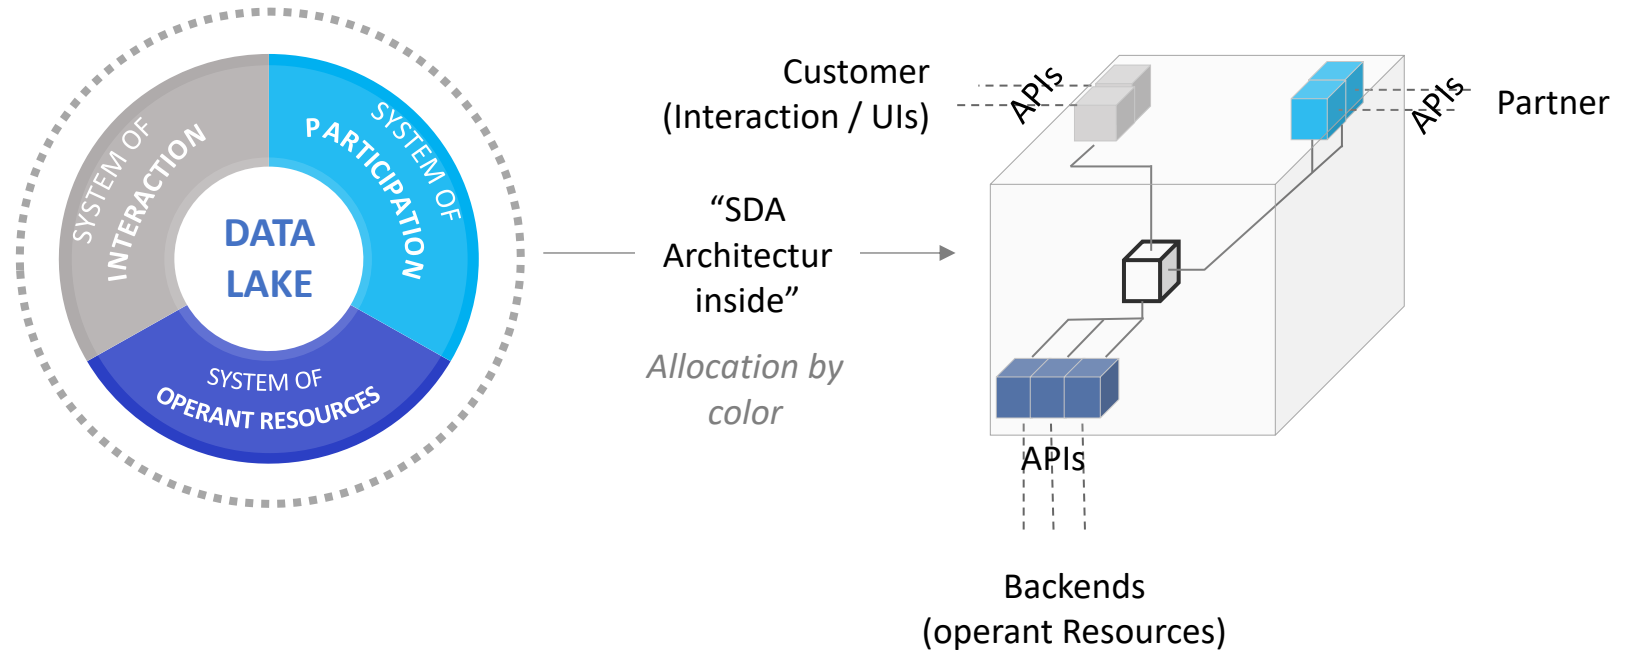 SYSTEM OF
INTERACTION
SYSTEM OF
PARTICIPATION
DATA
LAKE
SYSTEM OF
OPERANT RESOURCES
“SDA
Architectur
inside”
Allocation by
color
Customer
(Interaction / UIs)
APIs
APIs
Partner
APIs
Backends
(operant Resources)